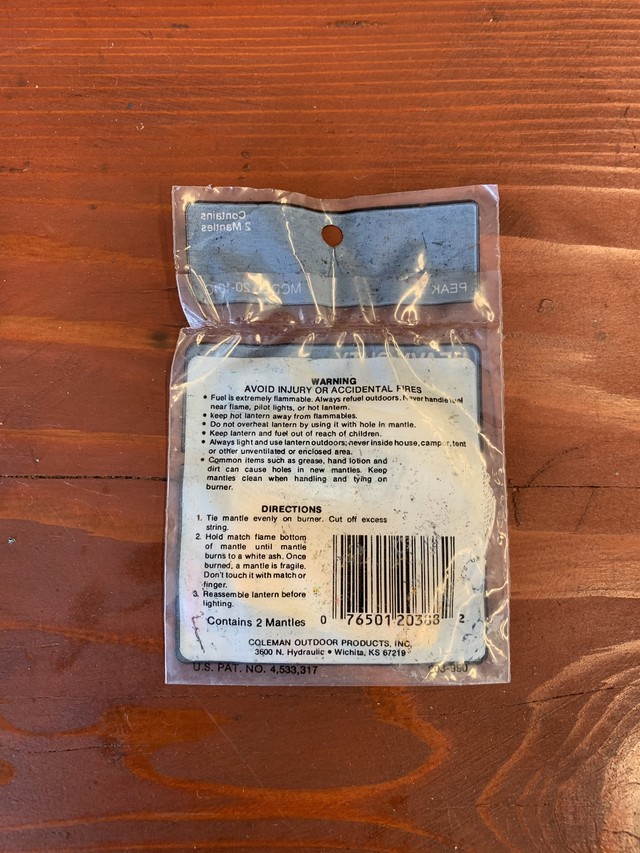 Contains
2 Mantles
PEAK
WARNING
AVOID INJURY OR ACCIDENTAL FIRES
• Fuel is extremely flammable. Always refuel outdoors. Never handle fuel
near flame, pilot lights, or hot lantern.
• keep hot lantern away from flammables.
• Do not overheat lantern by using it with hole in mantle.
• Keep lantern and fuel out of reach of children.
• Always light and use lantern outdoors; never inside house, camper, tent
or other unventilated or enclosed area.
• Common items such as grease, hand lotion and
dirt can cause holes in new mantles. Keep
mantles clean when handling and tying on
burner.
DIRECTIONS
1. Tie mantle evenly on burner. Cut off excess
string.
2. Hold match flame bottom
of mantle until mantle
burns to a white ash. Once
burned, a mantle is fragile.
Don't touch it with match or
finger.
3. Reassemble lantern before
lighting.
Contains 2 Mantles
0 76501 20388 2
COLEMAN OUTDOOR PRODUCTS, INC.
3600 N. Hydraulic • Wichita, KS 67219
U.S. PAT. NO. 4,533,317